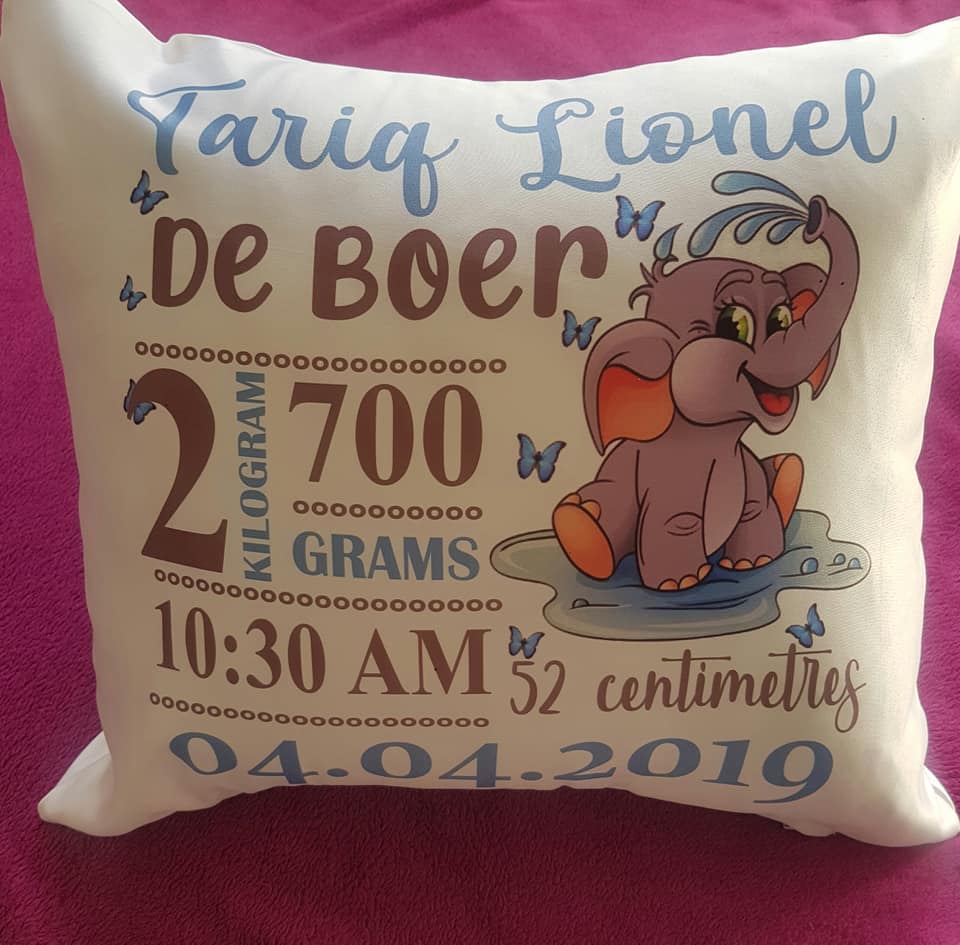 Tariq Lionel
De Boer
2 KILOGRAM 700
GRAMS
10:30 AM
52 centimetres
04.04.2019